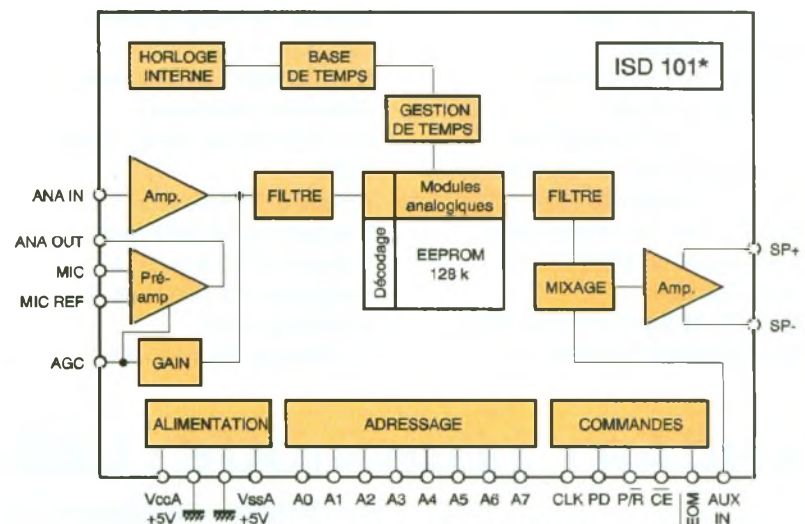 HORLOGE
INTERNE
BASE
DE TEMPS
ISD 101*
GESTION
DE TEMPS
ANA IN
Amp.
FILTRE
Modules
analogiques
FILTRE
ANA OUT
Décodage
EEPROM
128 k
SP+
MIC
Pré-
amp
MIXAGE
Amp.
MIC REF
SP-
AGC
GAIN
ALIMENTATION
ADRESSAGE
COMMANDES
VccA VssA A0 A1 A2 A3 A4 A5 A6 A7 CLK PD P/R̅ C̅E̅ EOM AUX
+5V +5V IN